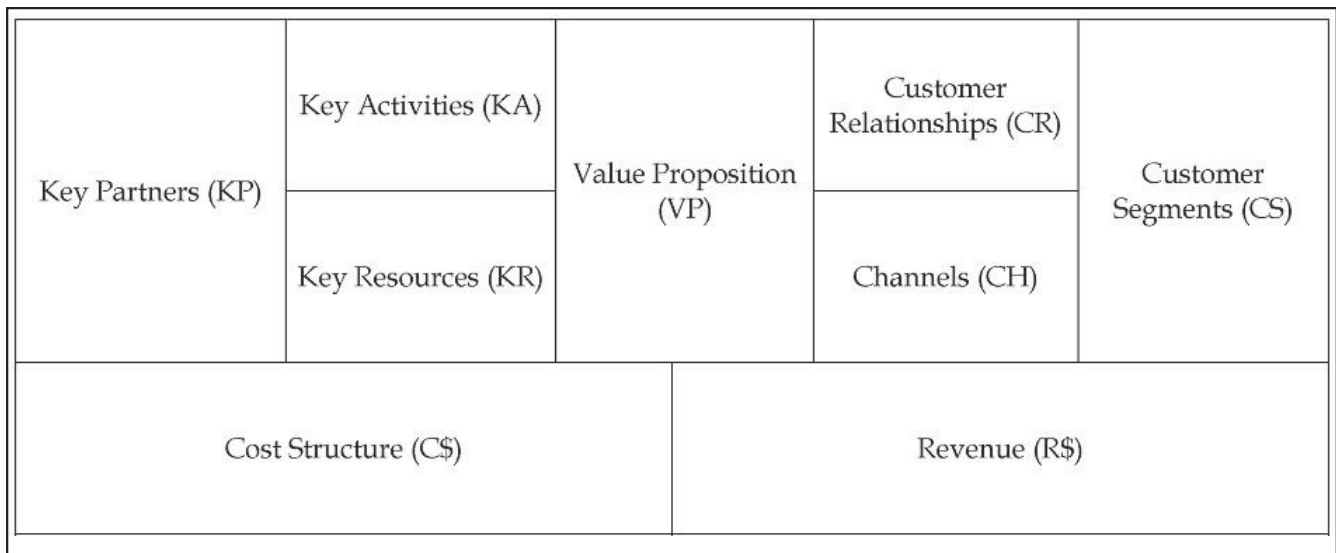 Key Partners (KP)
Key Activities (KA)
Key Resources (KR)
Value Proposition
(VP)
Customer
Relationships (CR)
Channels (CH)
Customer
Segments (CS)
Cost Structure (C$)
Revenue (R$)